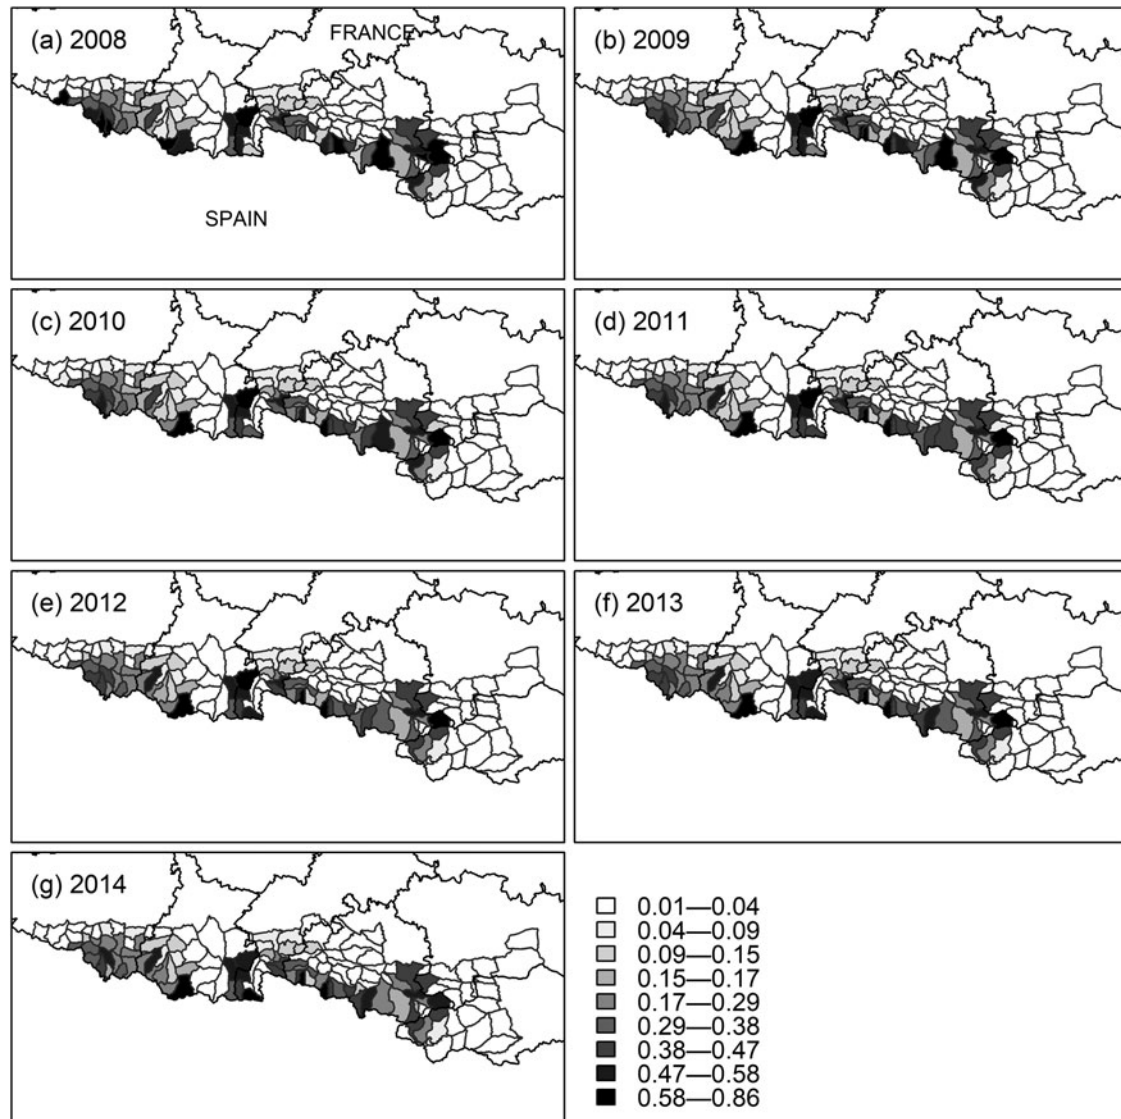 (a) 2008
FRANCE
(b) 2009
SPAIN
(c) 2010
(d) 2011
(e) 2012
(f) 2013
(g) 2014
0.01—0.04
0.04—0.09
0.09—0.15
0.15—0.17
0.17—0.29
0.29—0.38
0.38—0.47
0.47—0.58
0.58—0.86